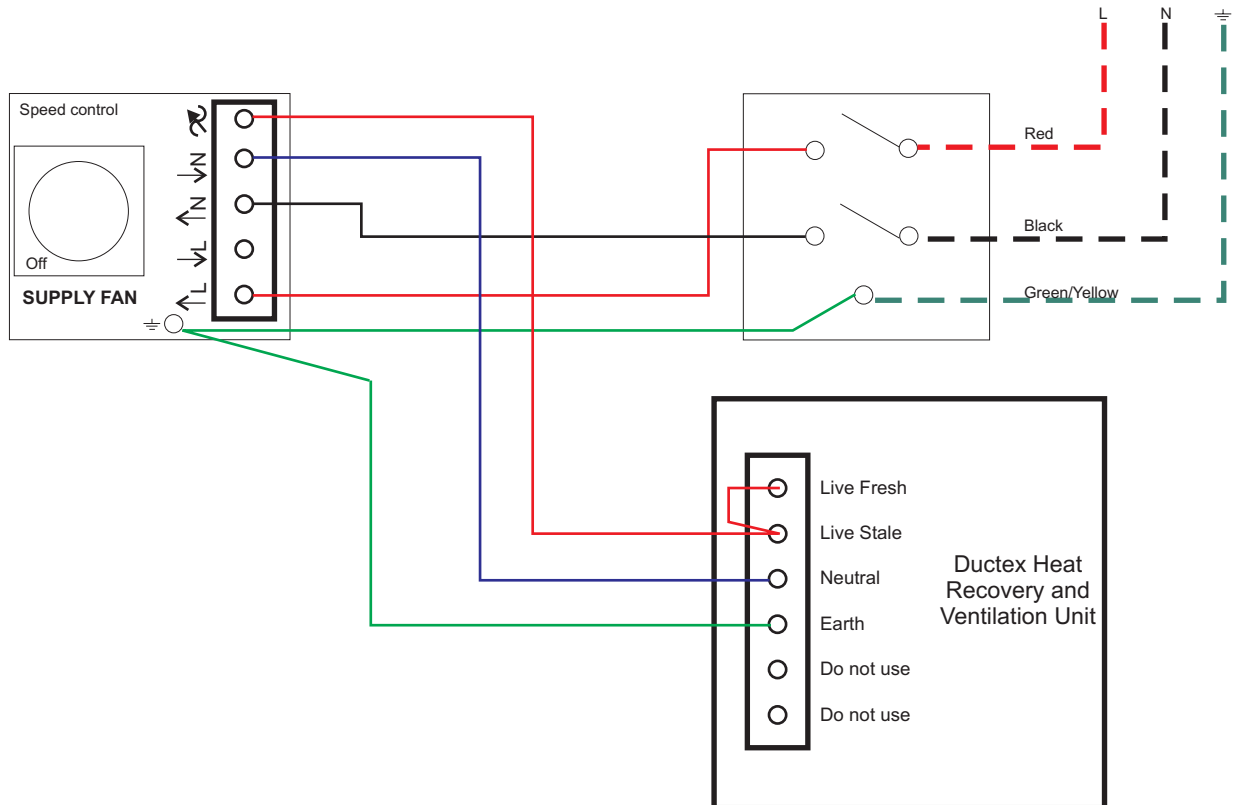 L N
Speed control
N
N
L
L
Off
SUPPLY FAN
Red
Black
Green/Yellow
Live Fresh
Live Stale
Neutral
Earth
Do not use
Do not use
Ductex Heat
Recovery and
Ventilation Unit